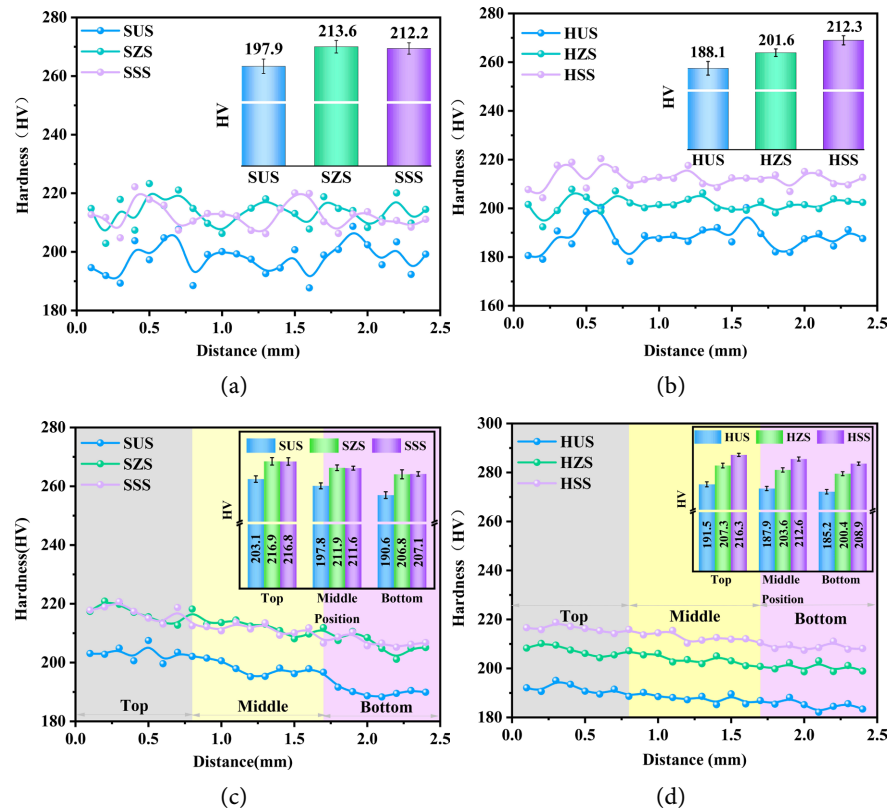 280
270
260
250
240
230
220
210
200
190
180
Hardness（HV）
SUS
SZS
SSS
HV
197.9
213.6
212.2
SUS SZS SSS
0.0 0.5 1.0 1.5 2.0 2.5
Distance (mm)
(a)
280
260
240
220
200
180
160
Hardness（HV）
HUS
HZS
HSS
HV
188.1
201.6
212.3
HUS HZS HSS
0.0 0.5 1.0 1.5 2.0 2.5
Distance (mm)
(b)
280
260
240
220
200
180
Hardness(HV)
SUS
SZS
SSS
SUS SZS SSS
HV
203.1 216.9 216.8 197.8 211.9 211.6 190.6 206.8 207.1
Top Middle Bottom
Position
Top Middle Bottom
0.0 0.5 1.0 1.5 2.0 2.5
Distance(mm)
(c)
300
280
260
240
220
200
180
Hardness（HV）
HUS
HZS
HSS
HUS HZS HSS
HV
191.5 207.3 216.3 187.9 203.6 212.6 185.2 200.4 208.9
Top Middle Bottom
Position
Top Middle Bottom
0.0 0.5 1.0 1.5 2.0 2.5
Distance (mm)
(d)